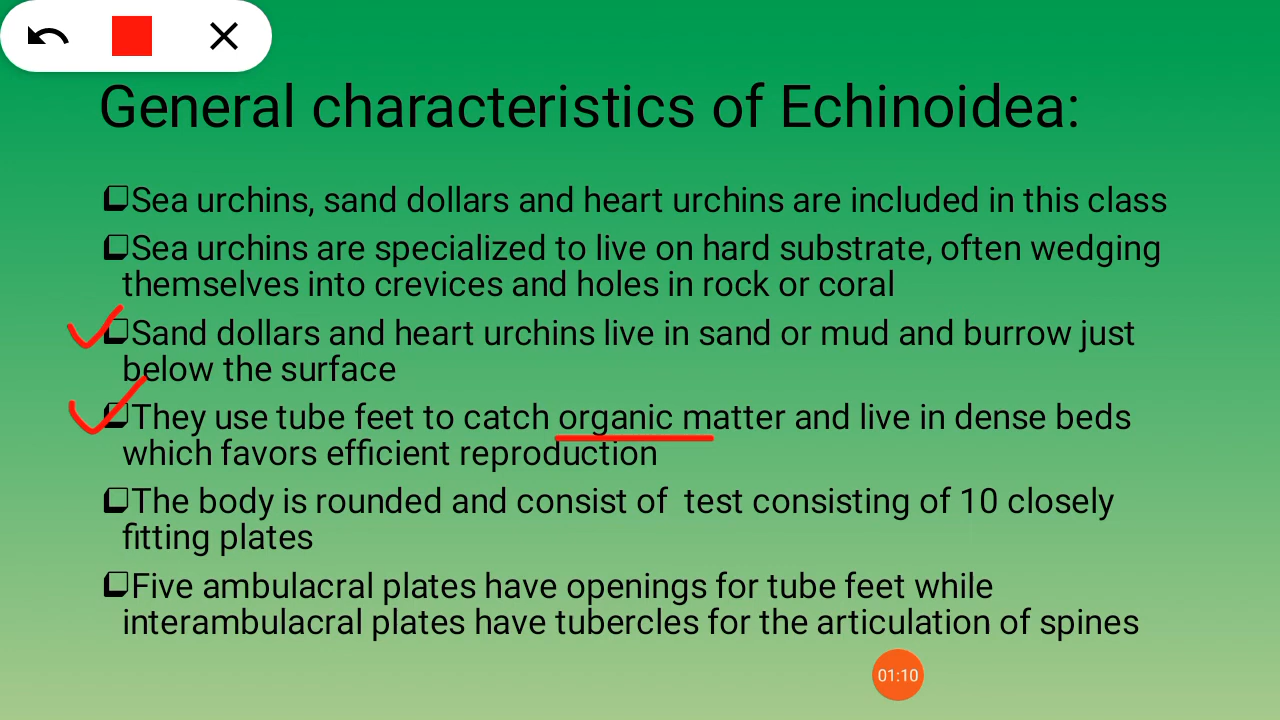 General characteristics of Echinoidea:
Sea urchins, sand dollars and heart urchins are included in this class
Sea urchins are specialized to live on hard substrate, often wedging
themselves into crevices and holes in rock or coral
Sand dollars and heart urchins live in sand or mud and burrow just
below the surface
They use tube feet to catch organic matter and live in dense beds
which favors efficient reproduction
The body is rounded and consist of  test consisting of 10 closely
fitting plates
Five ambulacral plates have openings for tube feet while
interambulacral plates have tubercles for the articulation of spines
01:10